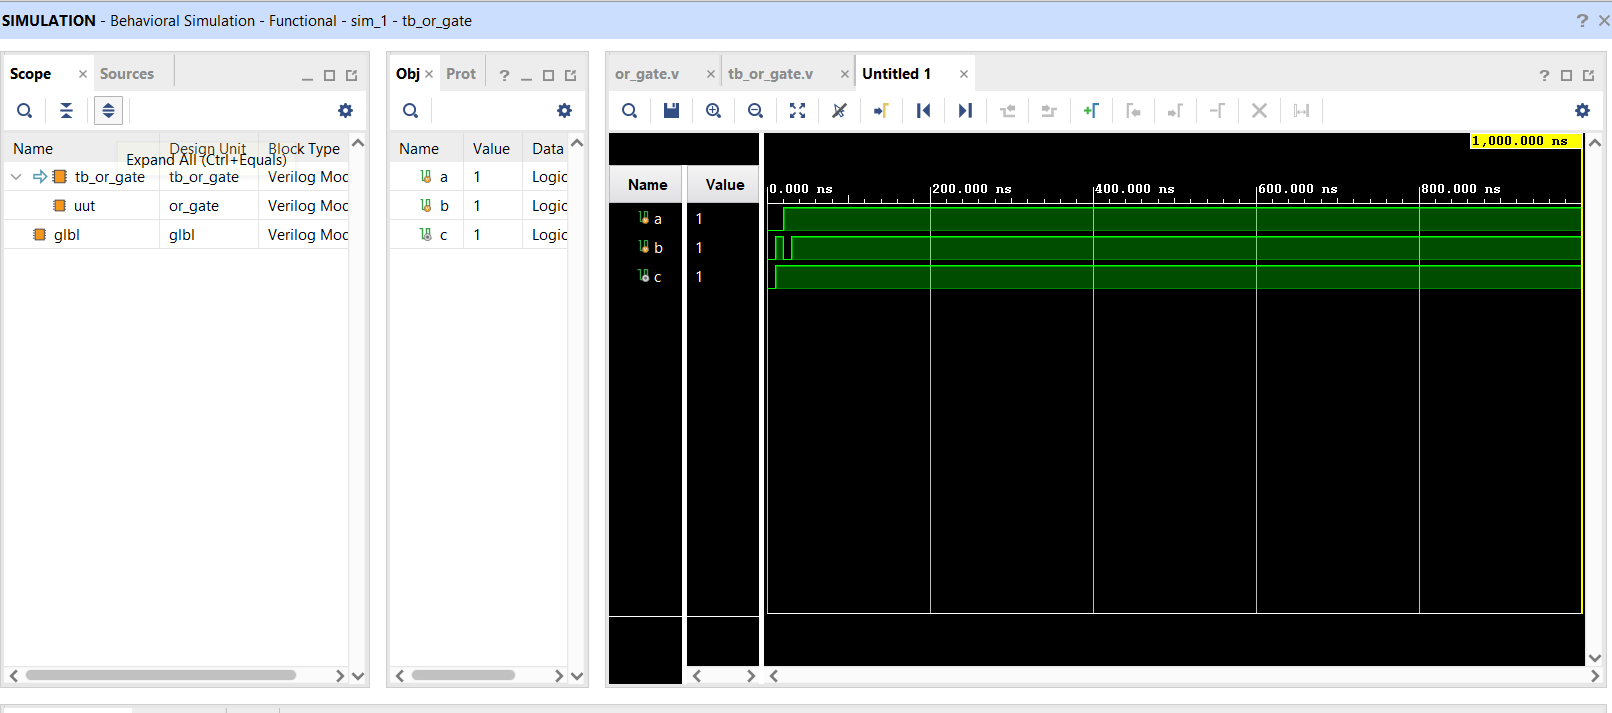 SIMULATION - Behavioral Simulation - Functional - sim_1 - tb_or_gate
Scope
Sources
Name
Design Unit
Block Type
Expand All (Ctrl+Equals)
tb_or_gate
tb_or_gate
Verilog Moc
uut
or_gate
Verilog Moc
glbl
glbl
Verilog Moc
Obj
Prot
Name
Value
Data
a
1
Logic
b
1
Logic
c
1
Logic
or_gate.v
tb_or_gate.v
Untitled 1
1,000.000 ns
Name
Value
0.000 ns
200.000 ns
400.000 ns
600.000 ns
800.000 ns
a
1
b
1
c
1